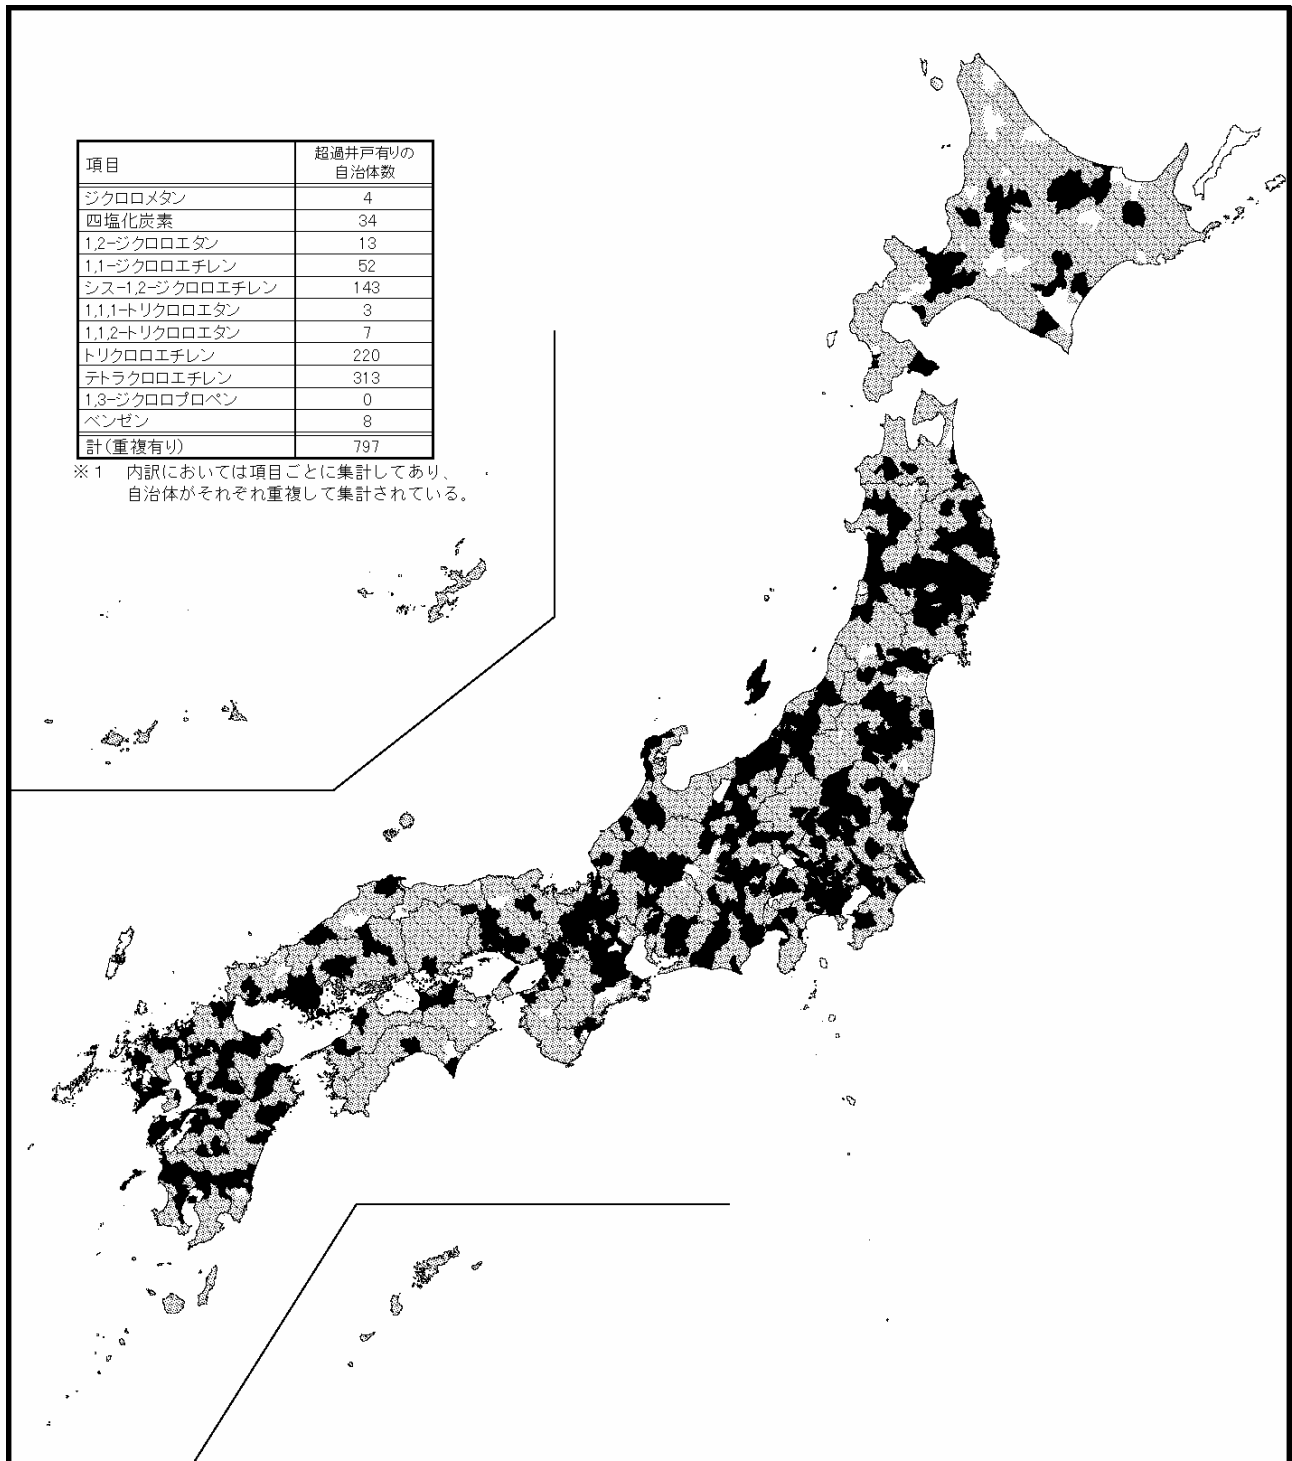 項目 超過井戸有りの
自治体数
ジクロロメタン 4
四塩化炭素 34
1,2-ジクロロエタン 13
1,1-ジクロロエチレン 52
シス-1,2-ジクロロエチレン 143
1,1,1-トリクロロエタン 3
1,1,2-トリクロロエタン 7
トリクロロエチレン 220
テトラクロロエチレン 313
1,3-ジクロロプロペン 0
ベンゼン 8
計(重複有り) 797
※1 内訳においては項目ごとに集計してあり、
自治体がそれぞれ重複して集計されている。